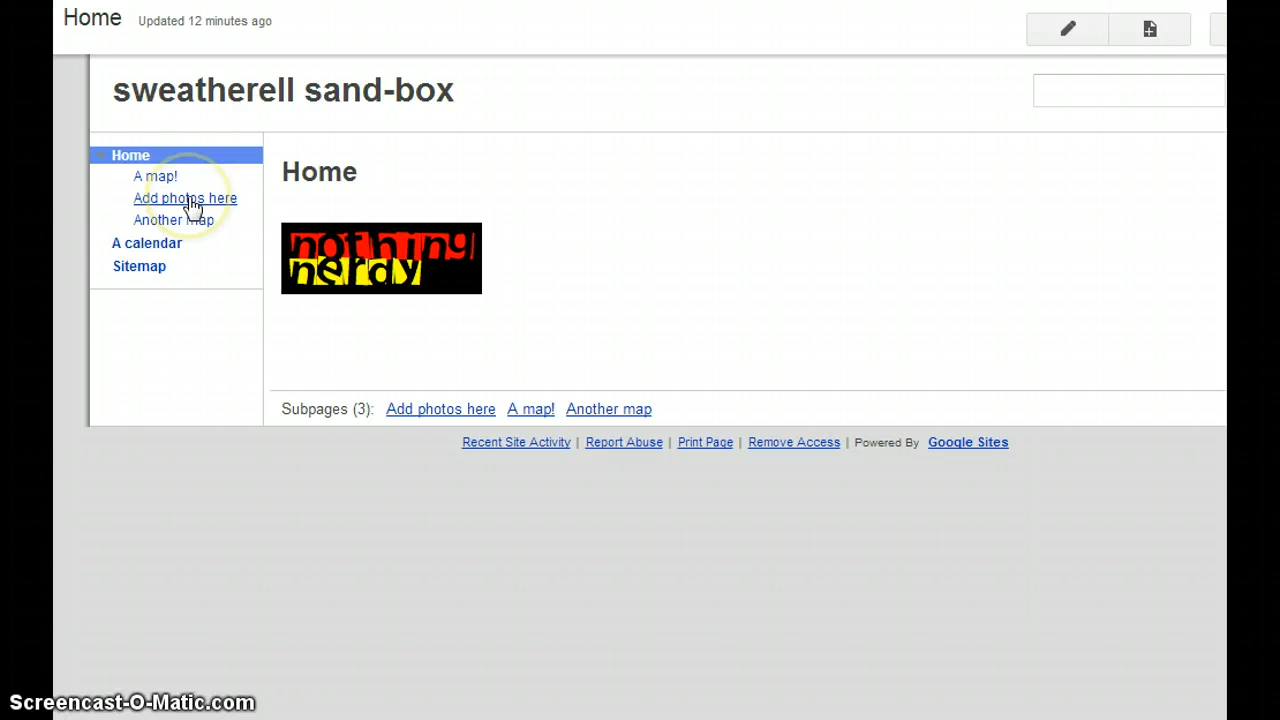 Home Updated 12 minutes ago
sweatherell sand-box
Home
A map!
Add photos here
Another map
A calendar
Sitemap
Home
nothing
nerdy
Subpages (3): Add photos here A map! Another map
Recent Site Activity | Report Abuse | Print Page | Remove Access | Powered By Google Sites
Screencast-O-Matic.com